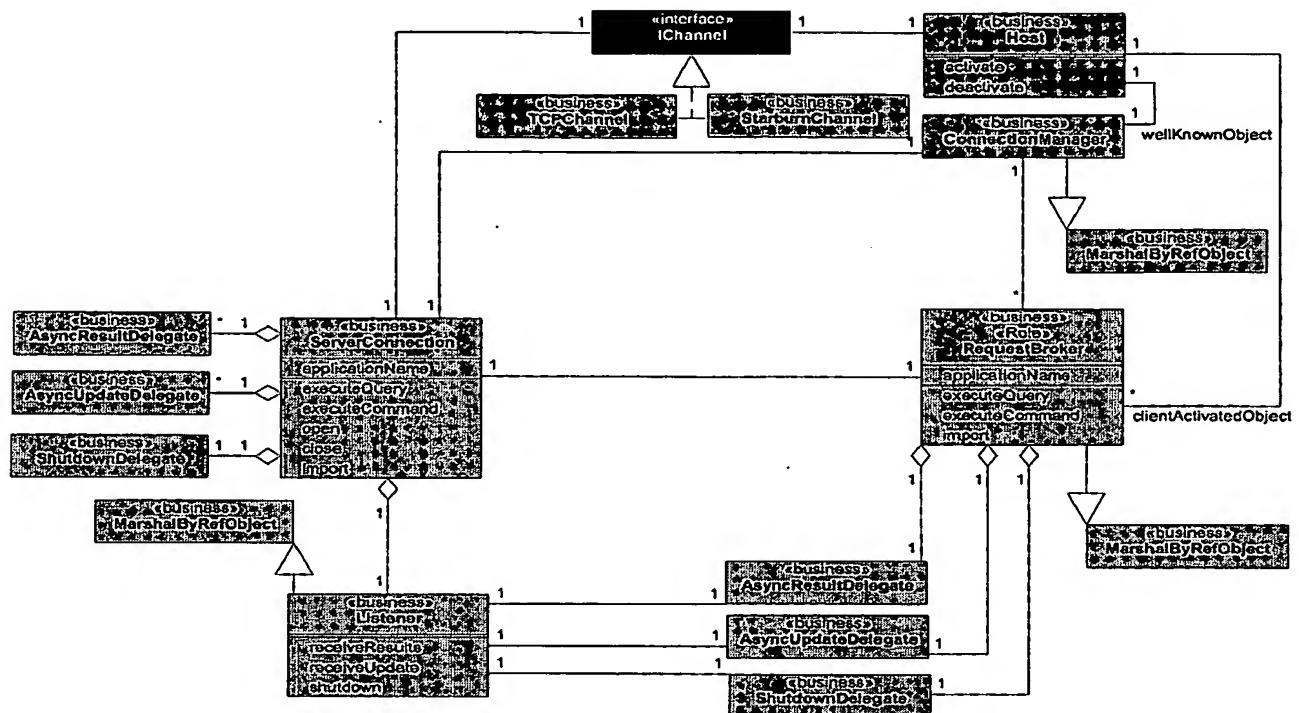 «interface»
IChannel
«business»
Host
activate
deactivate
1
1
1
1
1
1
«business»
TCPChannel
«business»
StarburnChannel
1
«business»
ConnectionManager
wellKnownObject
1
«business»
MarshalByRefObject
1
1
*
«business»
AsyncResultDelegate
*
1
«business»
ServerConnection
applicationName
executeQuery
executeCommand
open
close
import
«business»
«Role»
RequestBroker
applicationName
executeQuery
executeCommand
import
1
1
*
clientActivatedObject
«business»
AsyncUpdateDelegate
*
1
«business»
ShutdownDelegate
1
1
1
1
1
1
«business»
MarshalByRefObject
«business»
MarshalByRefObject
1
1
«business»
AsyncResultDelegate
«business»
Listener
receiveResults
receiveUpdate
shutdown
1
1
1
1
1
1
«business»
AsyncUpdateDelegate
1
«business»
ShutdownDelegate
1